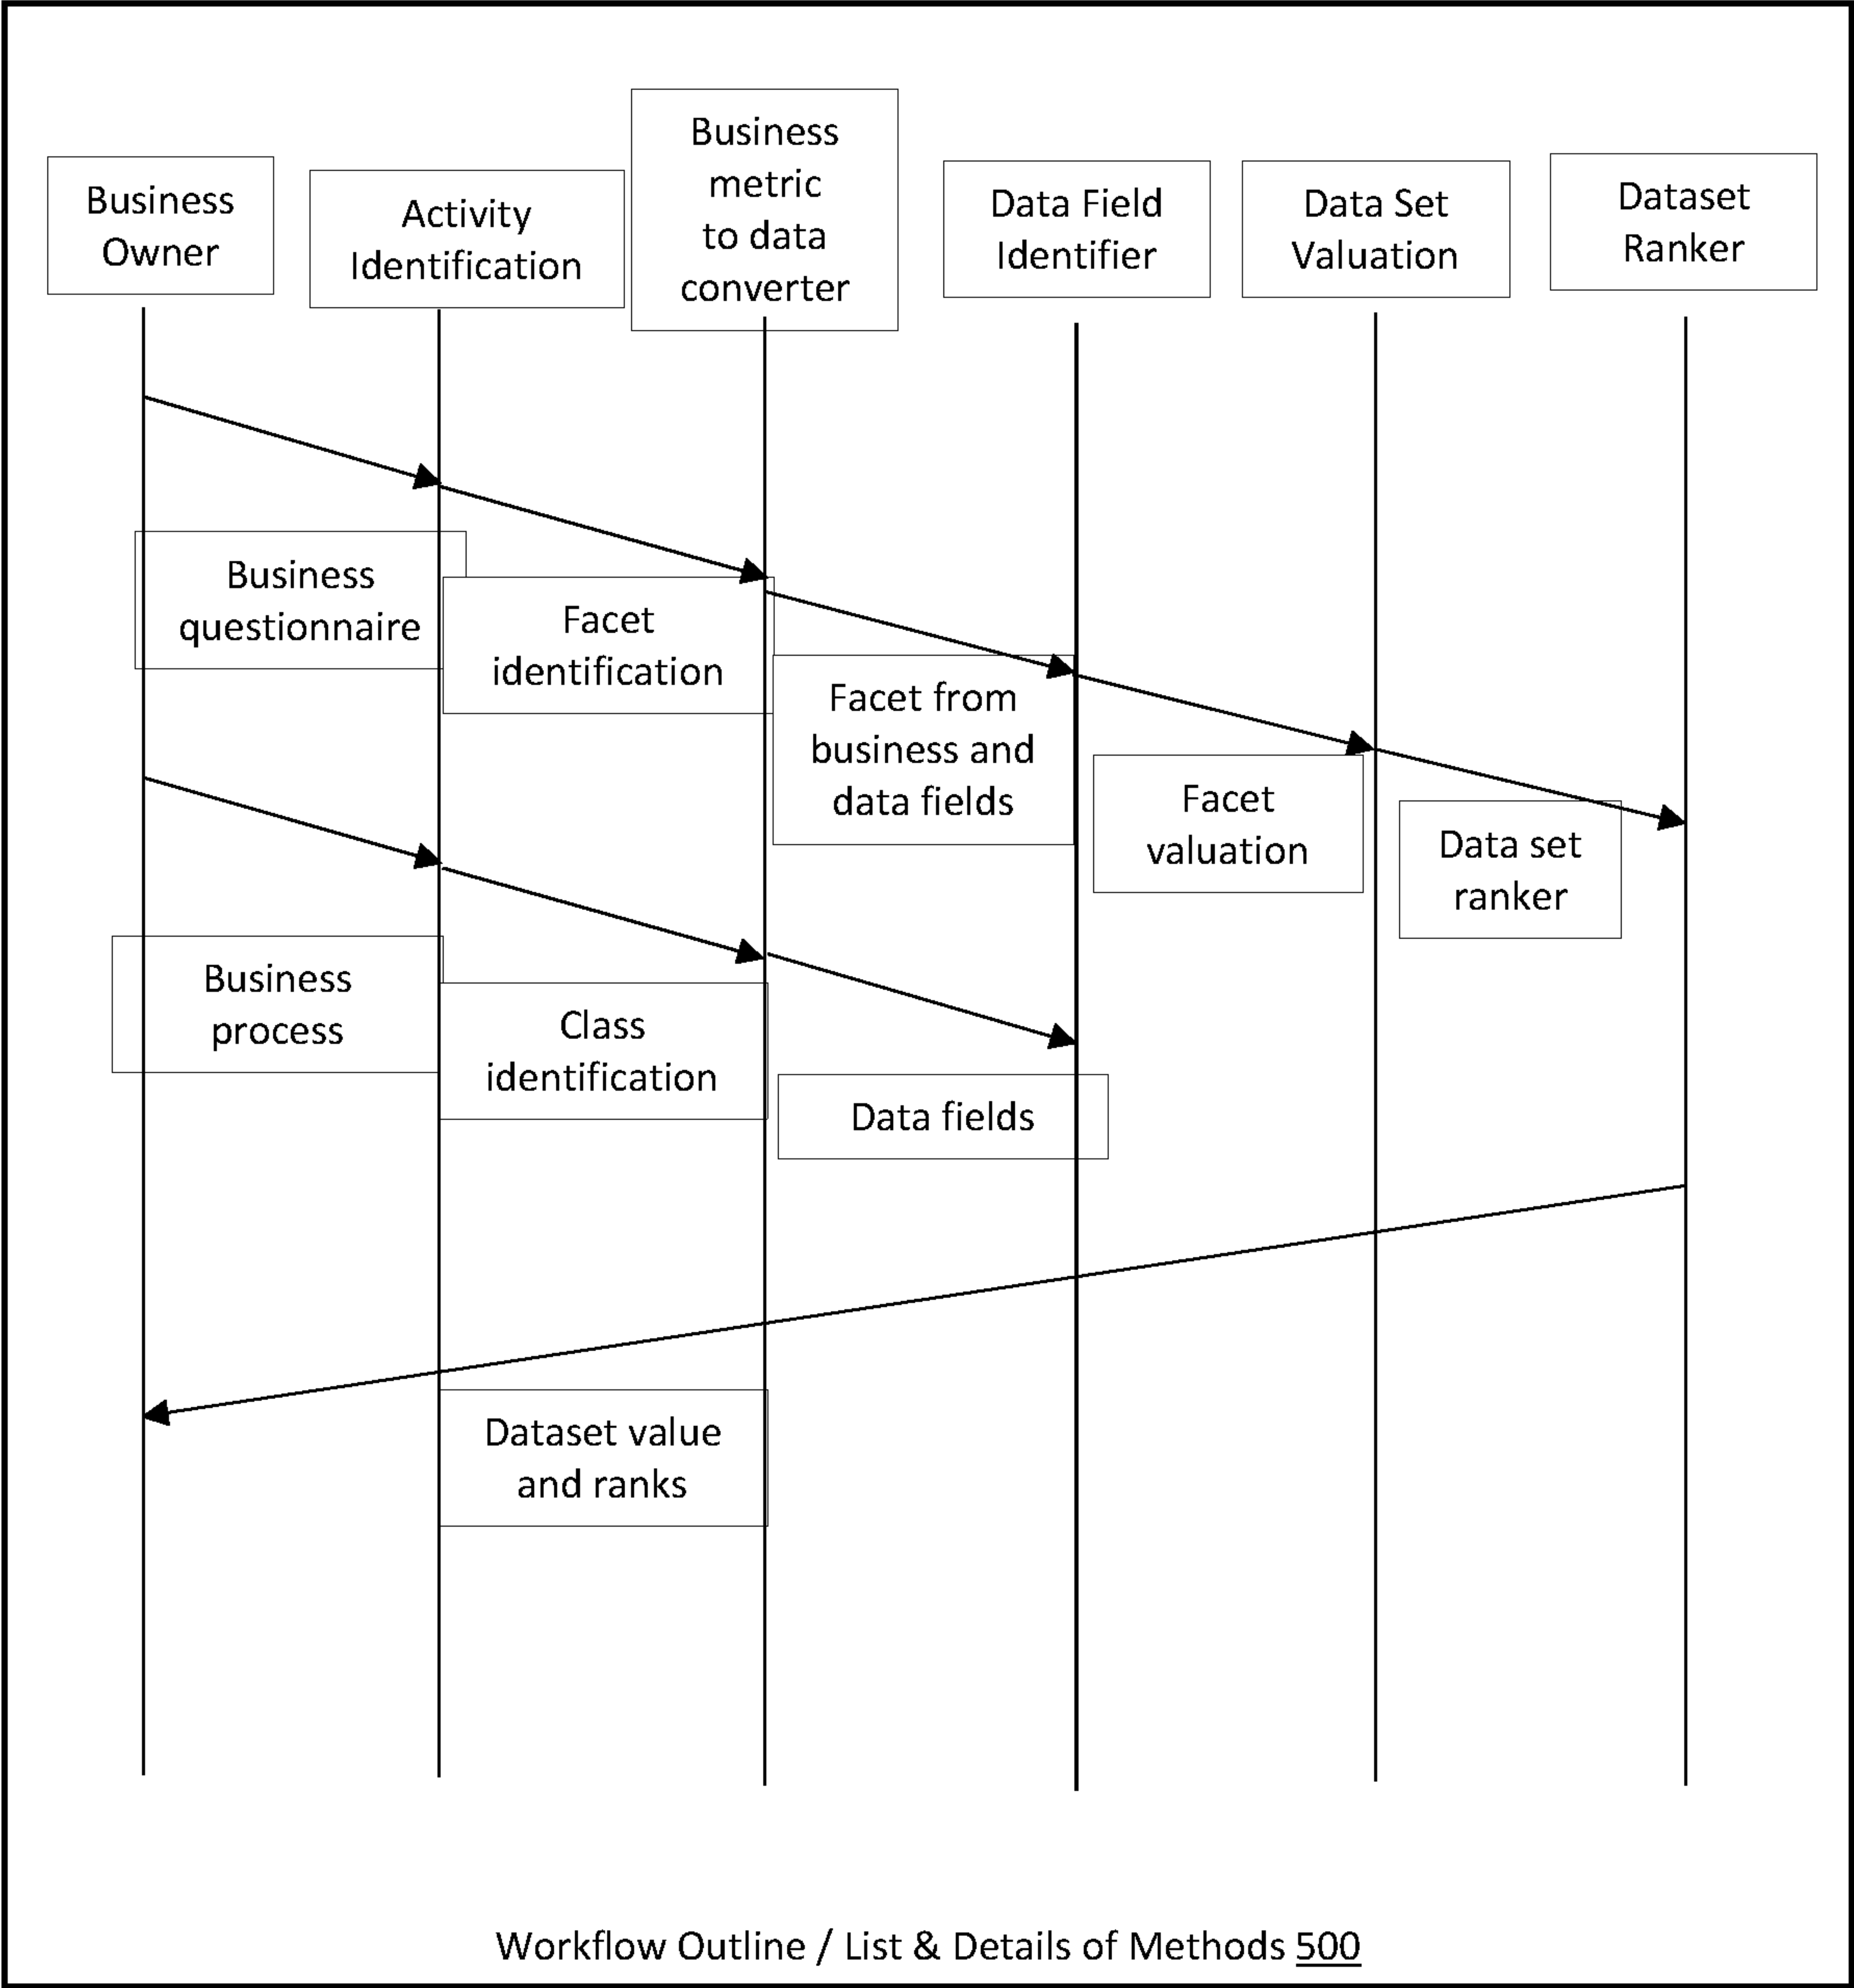 Business
Owner
Activity
Identification
Business
metric
to data
converter
Data Field
Identifier
Data Set
Valuation
Dataset
Ranker
Business
questionnaire
Facet
identification
Facet from
business and
data fields
Facet
valuation
Data set
ranker
Business
process
Class
identification
Data fields
Dataset value
and ranks
Workflow Outline / List & Details of Methods 500